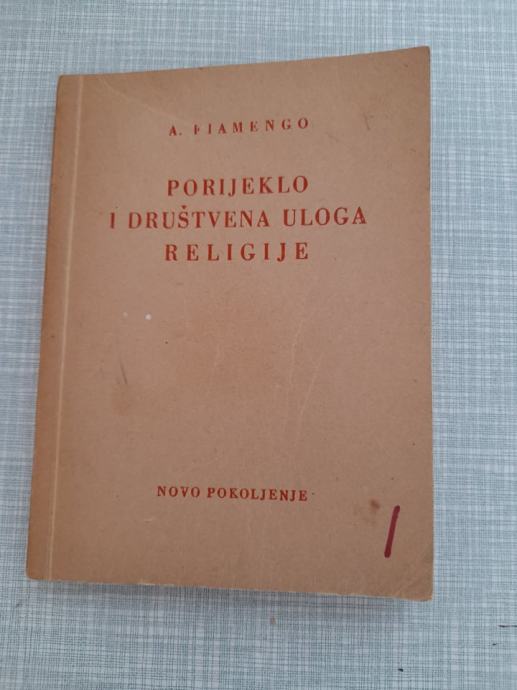 A. FIAMENGO
PORIJEKLO
I DRUŠTVENA ULOGA
RELIGIJE
NOVO POKOLJENJE